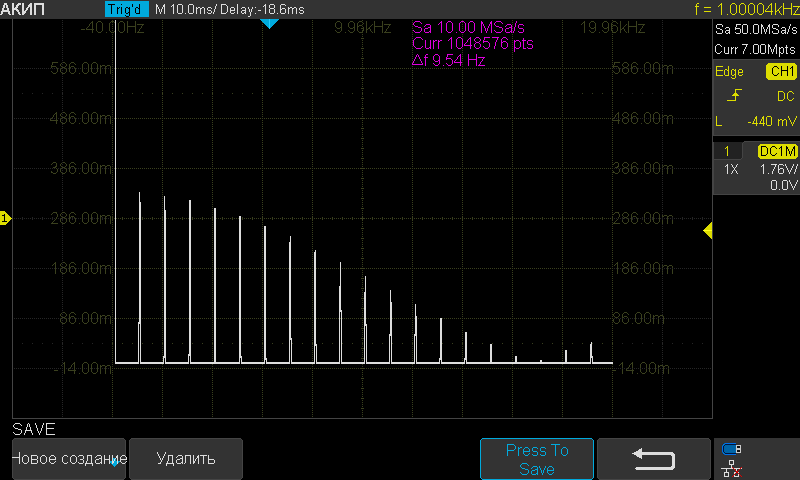 АКИП Trig'd M 10.0ms/ Delay:-18.6ms f = 1.00004kHz
-40.00Hz 9.96kHz 19.96kHz
Sa 10.00 MSa/s
Curr 1048576 pts
Δf 9.54 Hz
Sa 50.0MSa/s
Curr 7.00Mpts
Edge CH1
DC
L -440 mV
1 DC1M
1X 1.76V/
0.0V
586.00m 586.00m
486.00m 486.00m
386.00m 386.00m
286.00m 286.00m
1
186.00m 186.00m
86.00m 86.00m
-14.00m -14.00m
SAVE
Новое создание Удалить
Press To
Save